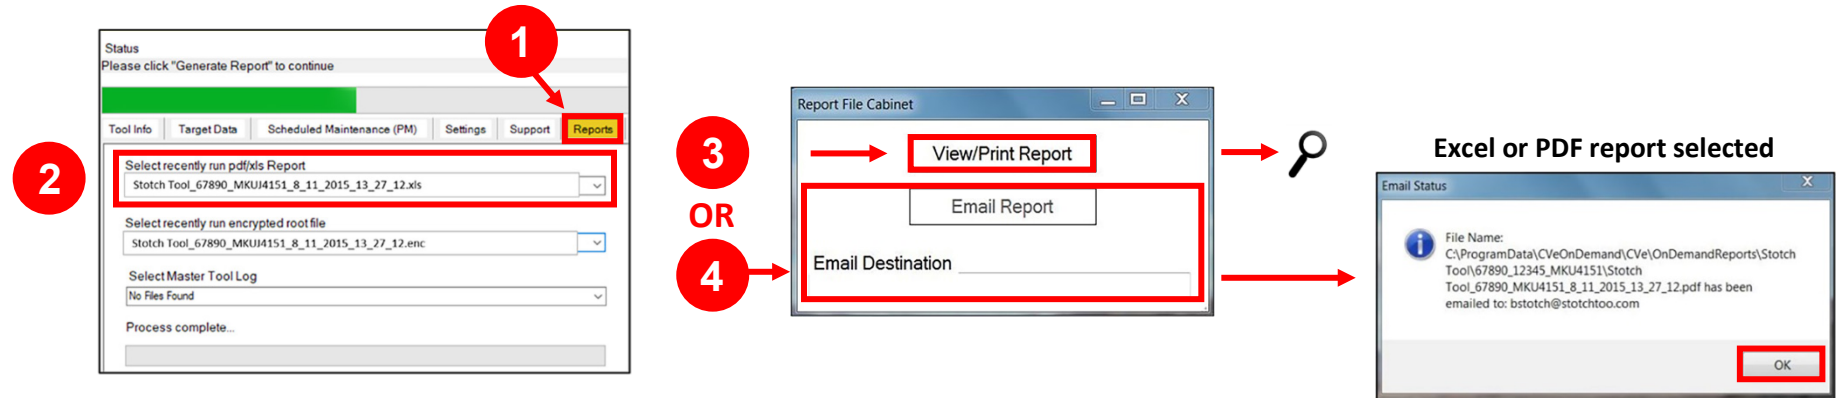 1
Status
Please click "Generate Report" to continue
Tool Info
Target Data
Scheduled Maintenance (PM)
Settings
Support
Reports
2
Select recently run pdf/xls Report
Stotch Tool_67890_MKUJ4151_8_11_2015_13_27_12.xls
Select recently run encrypted root file
Stotch Tool_67890_MKUJ4151_8_11_2015_13_27_12.enc
Select Master Tool Log
No Files Found
Process complete...
Report File Cabinet
X
3
View/Print Report
OR
Email Report
4
Email Destination
Excel or PDF report selected
Email Status
X
File Name:
C:\ProgramData\CVeOnDemand\CVe\OnDemandReports\Stotch
Tool\67890_12345_MKU4151\Stotch
Tool_67890_MKU4151_8_11_2015_13_27_12.pdf has been
emailed to: bstotch@stotchtoo.com
OK